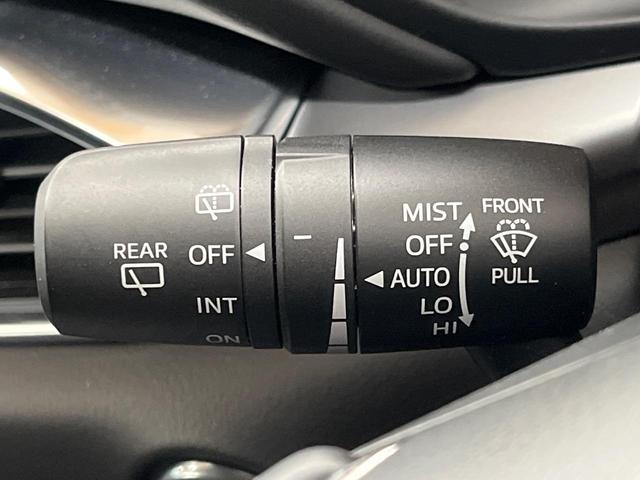 REAR
OFF
INT
ON
MIST
OFF
AUTO
LO
HI
FRONT
PULL